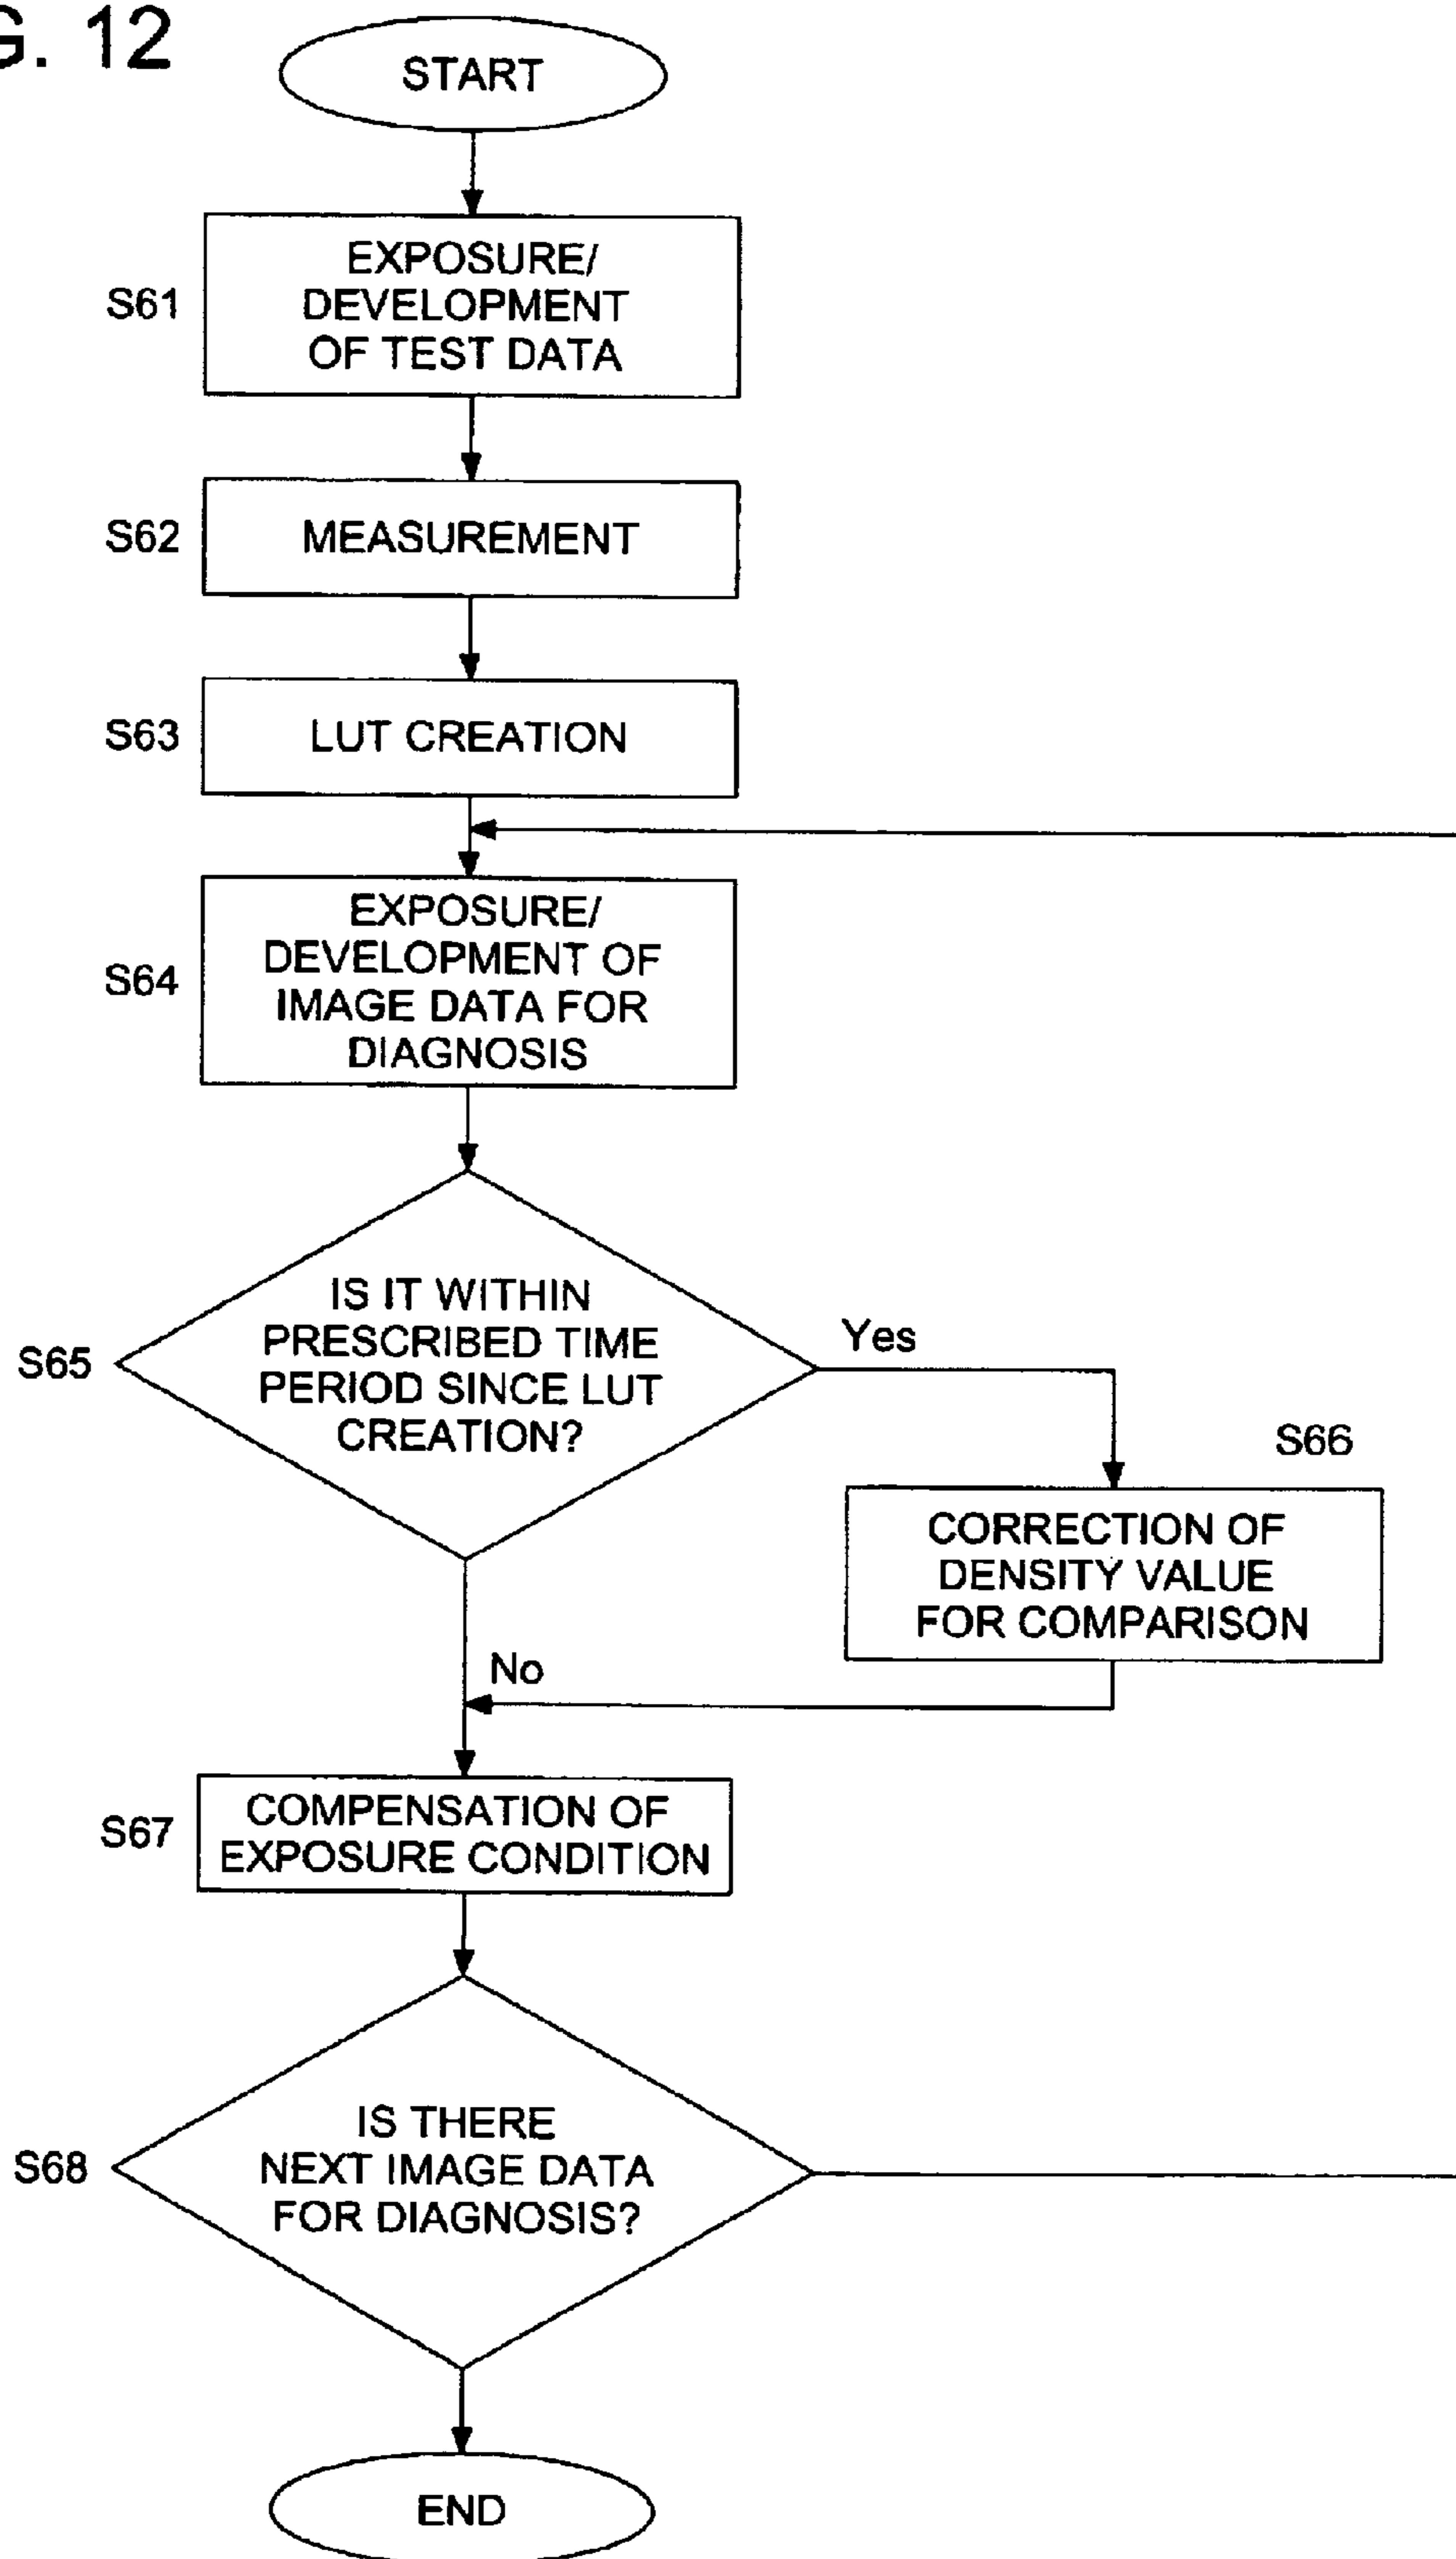 G. 12
START
S61
EXPOSURE/
DEVELOPMENT
OF TEST DATA
S62
MEASUREMENT
S63
LUT CREATION
S64
EXPOSURE/
DEVELOPMENT OF
IMAGE DATA FOR
DIAGNOSIS
S65
IS IT WITHIN
PRESCRIBED TIME
PERIOD SINCE LUT
CREATION?
Yes
S66
CORRECTION OF
DENSITY VALUE
FOR COMPARISON
No
S67
COMPENSATION OF
EXPOSURE CONDITION
S68
IS THERE
NEXT IMAGE DATA
FOR DIAGNOSIS?
END